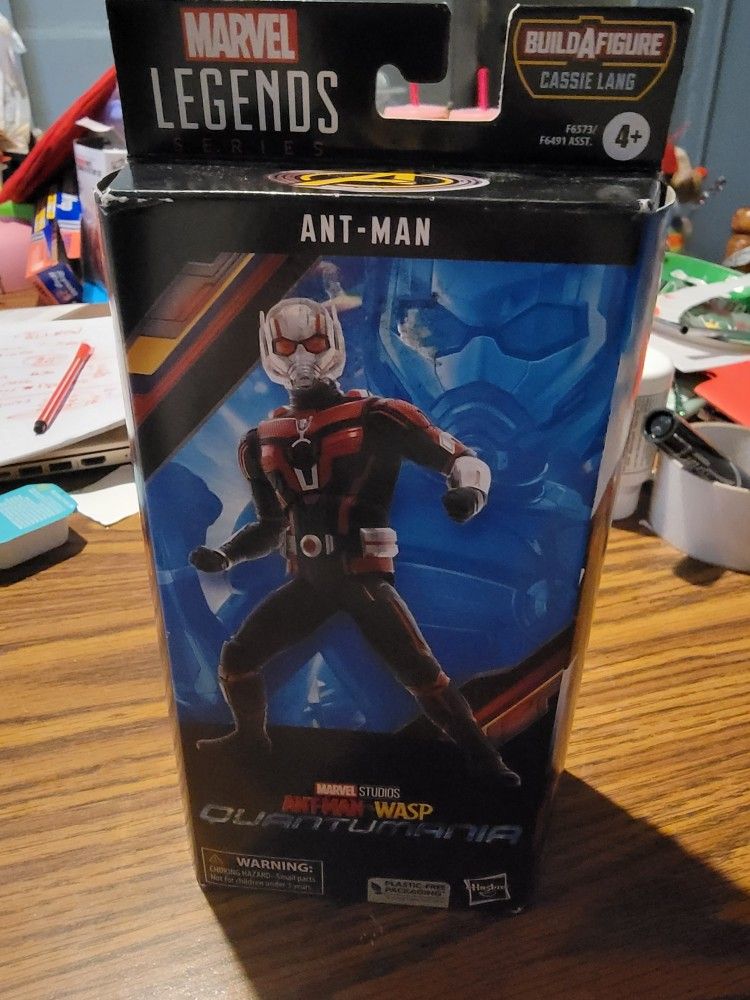 MARVEL
LEGENDS
SERIES
BUILDAFIGURE
CASSIE LANG
F6573/
F6491 ASST.
4+
ANT-MAN
MARVEL STUDIOS
ANT-MAN WASP
QUANTUMANIA
WARNING:
CHOKING HAZARD–Small parts
Not for children under 3 years.
PLASTIC-FREE
PACKAGING
Hasbro